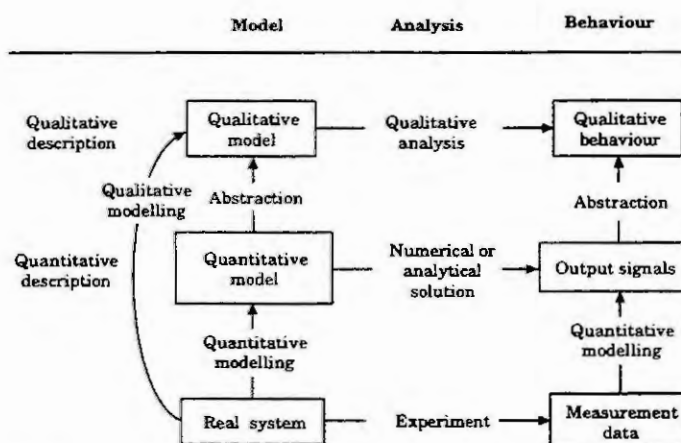 Model Analysis Behaviour
Qualitative
description
Qualitative
model
Qualitative
analysis
Qualitative
behaviour
Qualitative
modelling
Abstraction
Abstraction
Quantitative
description
Quantitative
model
Numerical or
analytical
solution
Output signals
Quantitative
modelling
Quantitative
modelling
Real system
Experiment
Measurement
data